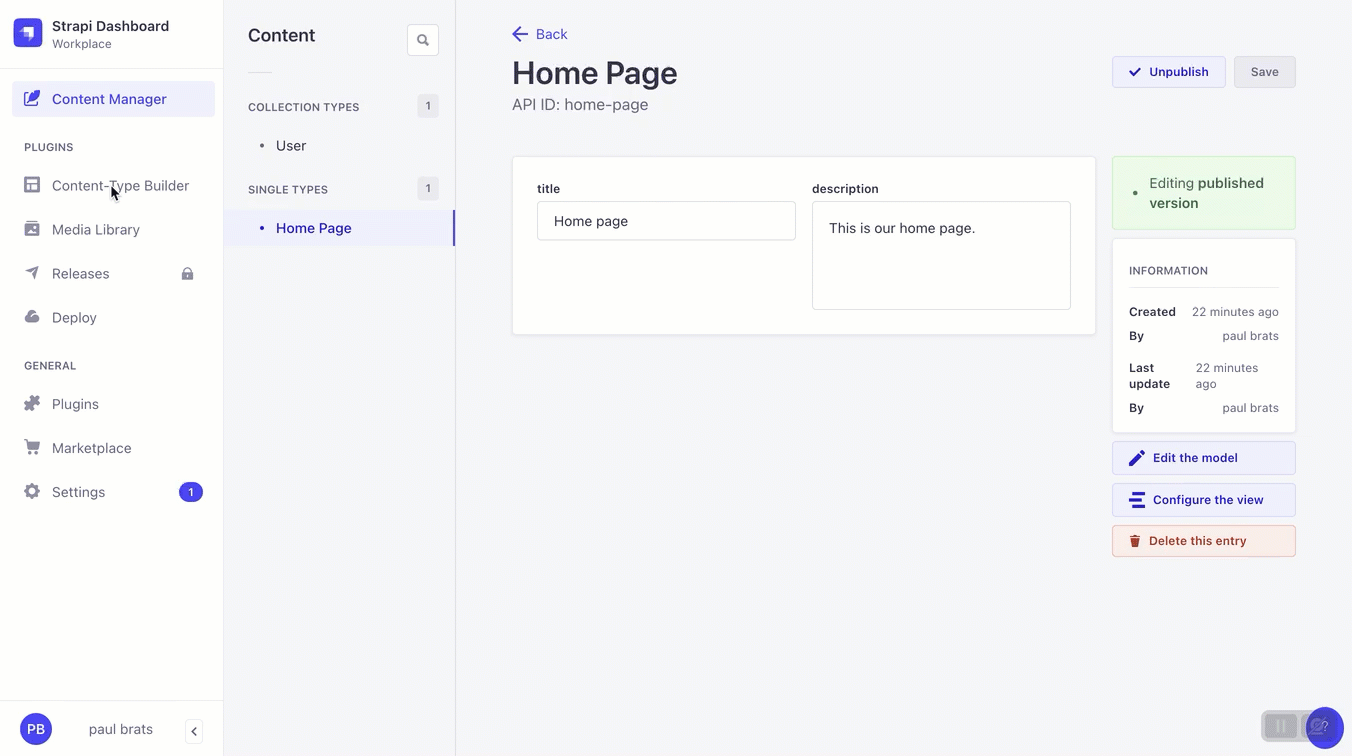 Strapi Dashboard
Workplace
Content Manager
PLUGINS
Content-Type Builder
Media Library
Releases
Deploy
GENERAL
Plugins
Marketplace
Settings
1
PB
paul brats
Content
COLLECTION TYPES
1
User
SINGLE TYPES
1
Home Page
Back
Home Page
API ID: home-page
Unpublish
Save
title
Home page
description
This is our home page.
Editing published
version
INFORMATION
Created 22 minutes ago
By paul brats
Last 22 minutes
update ago
By paul brats
Edit the model
Configure the view
Delete this entry
?